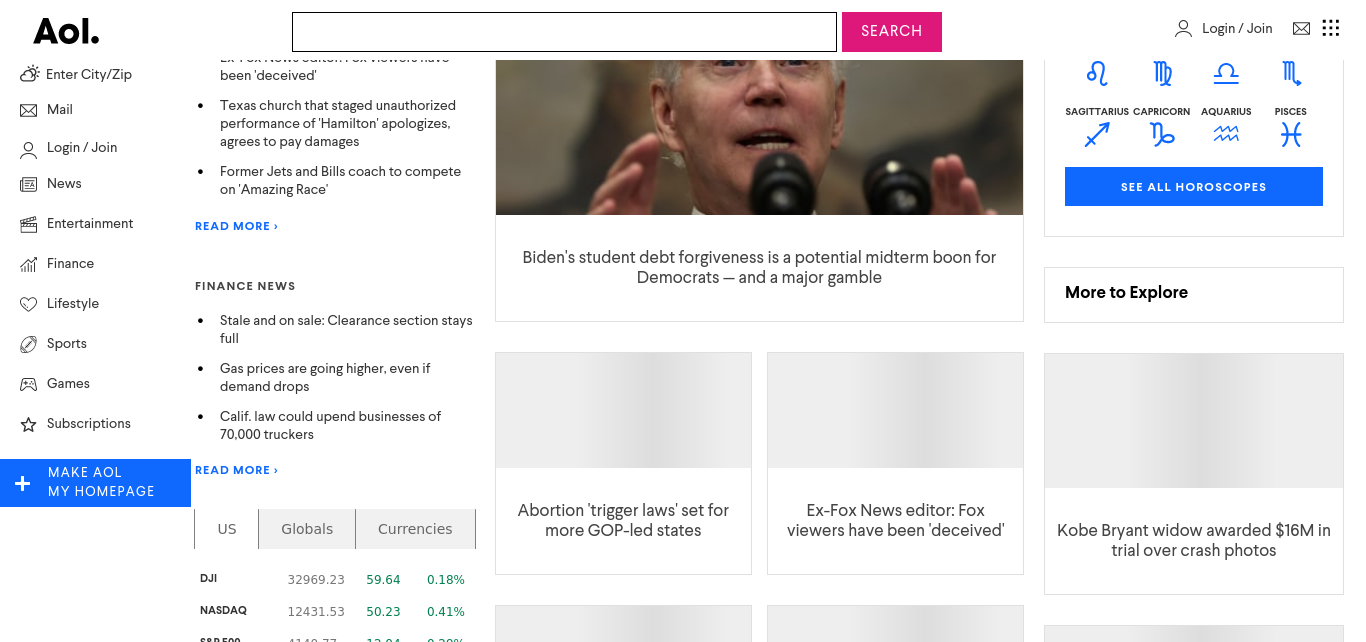 Aol.
SEARCH
Login / Join
Enter City/Zip
Mail
Login / Join
News
Entertainment
Finance
Lifestyle
Sports
Games
Subscriptions
MAKE AOL
MY HOMEPAGE
Ex-Fox News editor: Fox viewers have
been 'deceived'
Texas church that staged unauthorized
performance of 'Hamilton' apologizes,
agrees to pay damages
Former Jets and Bills coach to compete
on 'Amazing Race'
READ MORE ›
FINANCE NEWS
Stale and on sale: Clearance section stays
full
Gas prices are going higher, even if
demand drops
Calif. law could upend businesses of
70,000 truckers
READ MORE ›
US Globals Currencies
DJI 32969.23 59.64 0.18%
NASDAQ 12431.53 50.23 0.41%
S&P 500
Biden's student debt forgiveness is a potential midterm boon for
Democrats — and a major gamble
Abortion 'trigger laws' set for
more GOP-led states
Ex-Fox News editor: Fox
viewers have been 'deceived'
SAGITTARIUS CAPRICORN AQUARIUS PISCES
SEE ALL HOROSCOPES
More to Explore
Kobe Bryant widow awarded $16M in
trial over crash photos